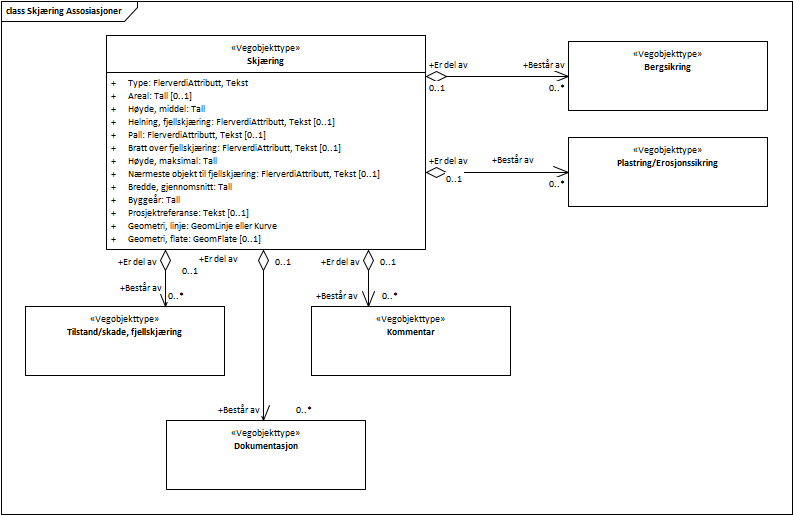 class Skjæring Assosiasjoner
«Vegobjekttype»
Skjæring
+ Type: FlerverdiAttributt, Tekst
+ Areal: Tall [0..1]
+ Høyde, middel: Tall
+ Helning, fjellskjæring: FlerverdiAttributt, Tekst [0..1]
+ Pall: FlerverdiAttributt, Tekst [0..1]
+ Bratt over fjellskjæring: FlerverdiAttributt, Tekst [0..1]
+ Høyde, maksimal: Tall
+ Nærmeste objekt til fjellskjæring: FlerverdiAttributt, Tekst [0..1]
+ Bredde, gjennomsnitt: Tall
+ Byggeår: Tall
+ Prosjektreferanse: Tekst [0..1]
+ Geometri, linje: GeomLinje eller Kurve
+ Geometri, flate: GeomFlate [0..1]
+Er del av
0..1
+Består av
0..*
«Vegobjekttype»
Bergsikring
+Er del av
0..1
+Består av
0..*
«Vegobjekttype»
Plastring/Erosjonssikring
+Er del av
0..1
+Består av
0..*
«Vegobjekttype»
Tilstand/skade, fjellskjæring
+Er del av
0..1
+Består av
0..*
«Vegobjekttype»
Dokumentasjon
+Er del av
0..1
+Består av
0..*
«Vegobjekttype»
Kommentar